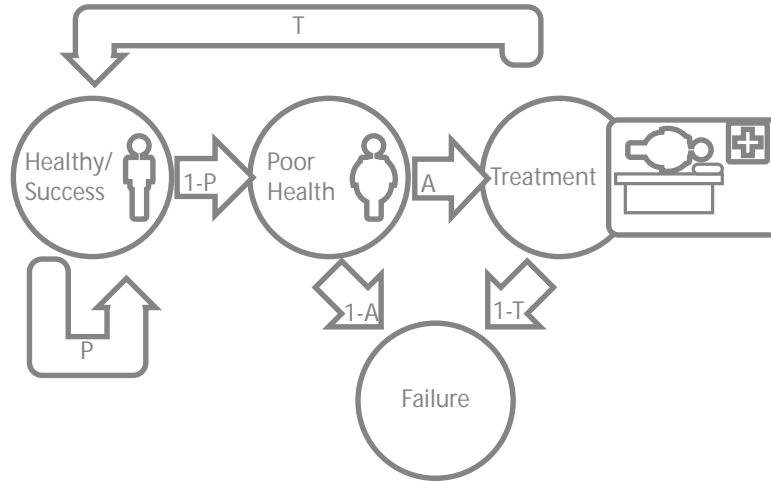 T
Healthy/
Success
1-P
Poor
Health
A
Treatment
P
1-A
1-T
Failure